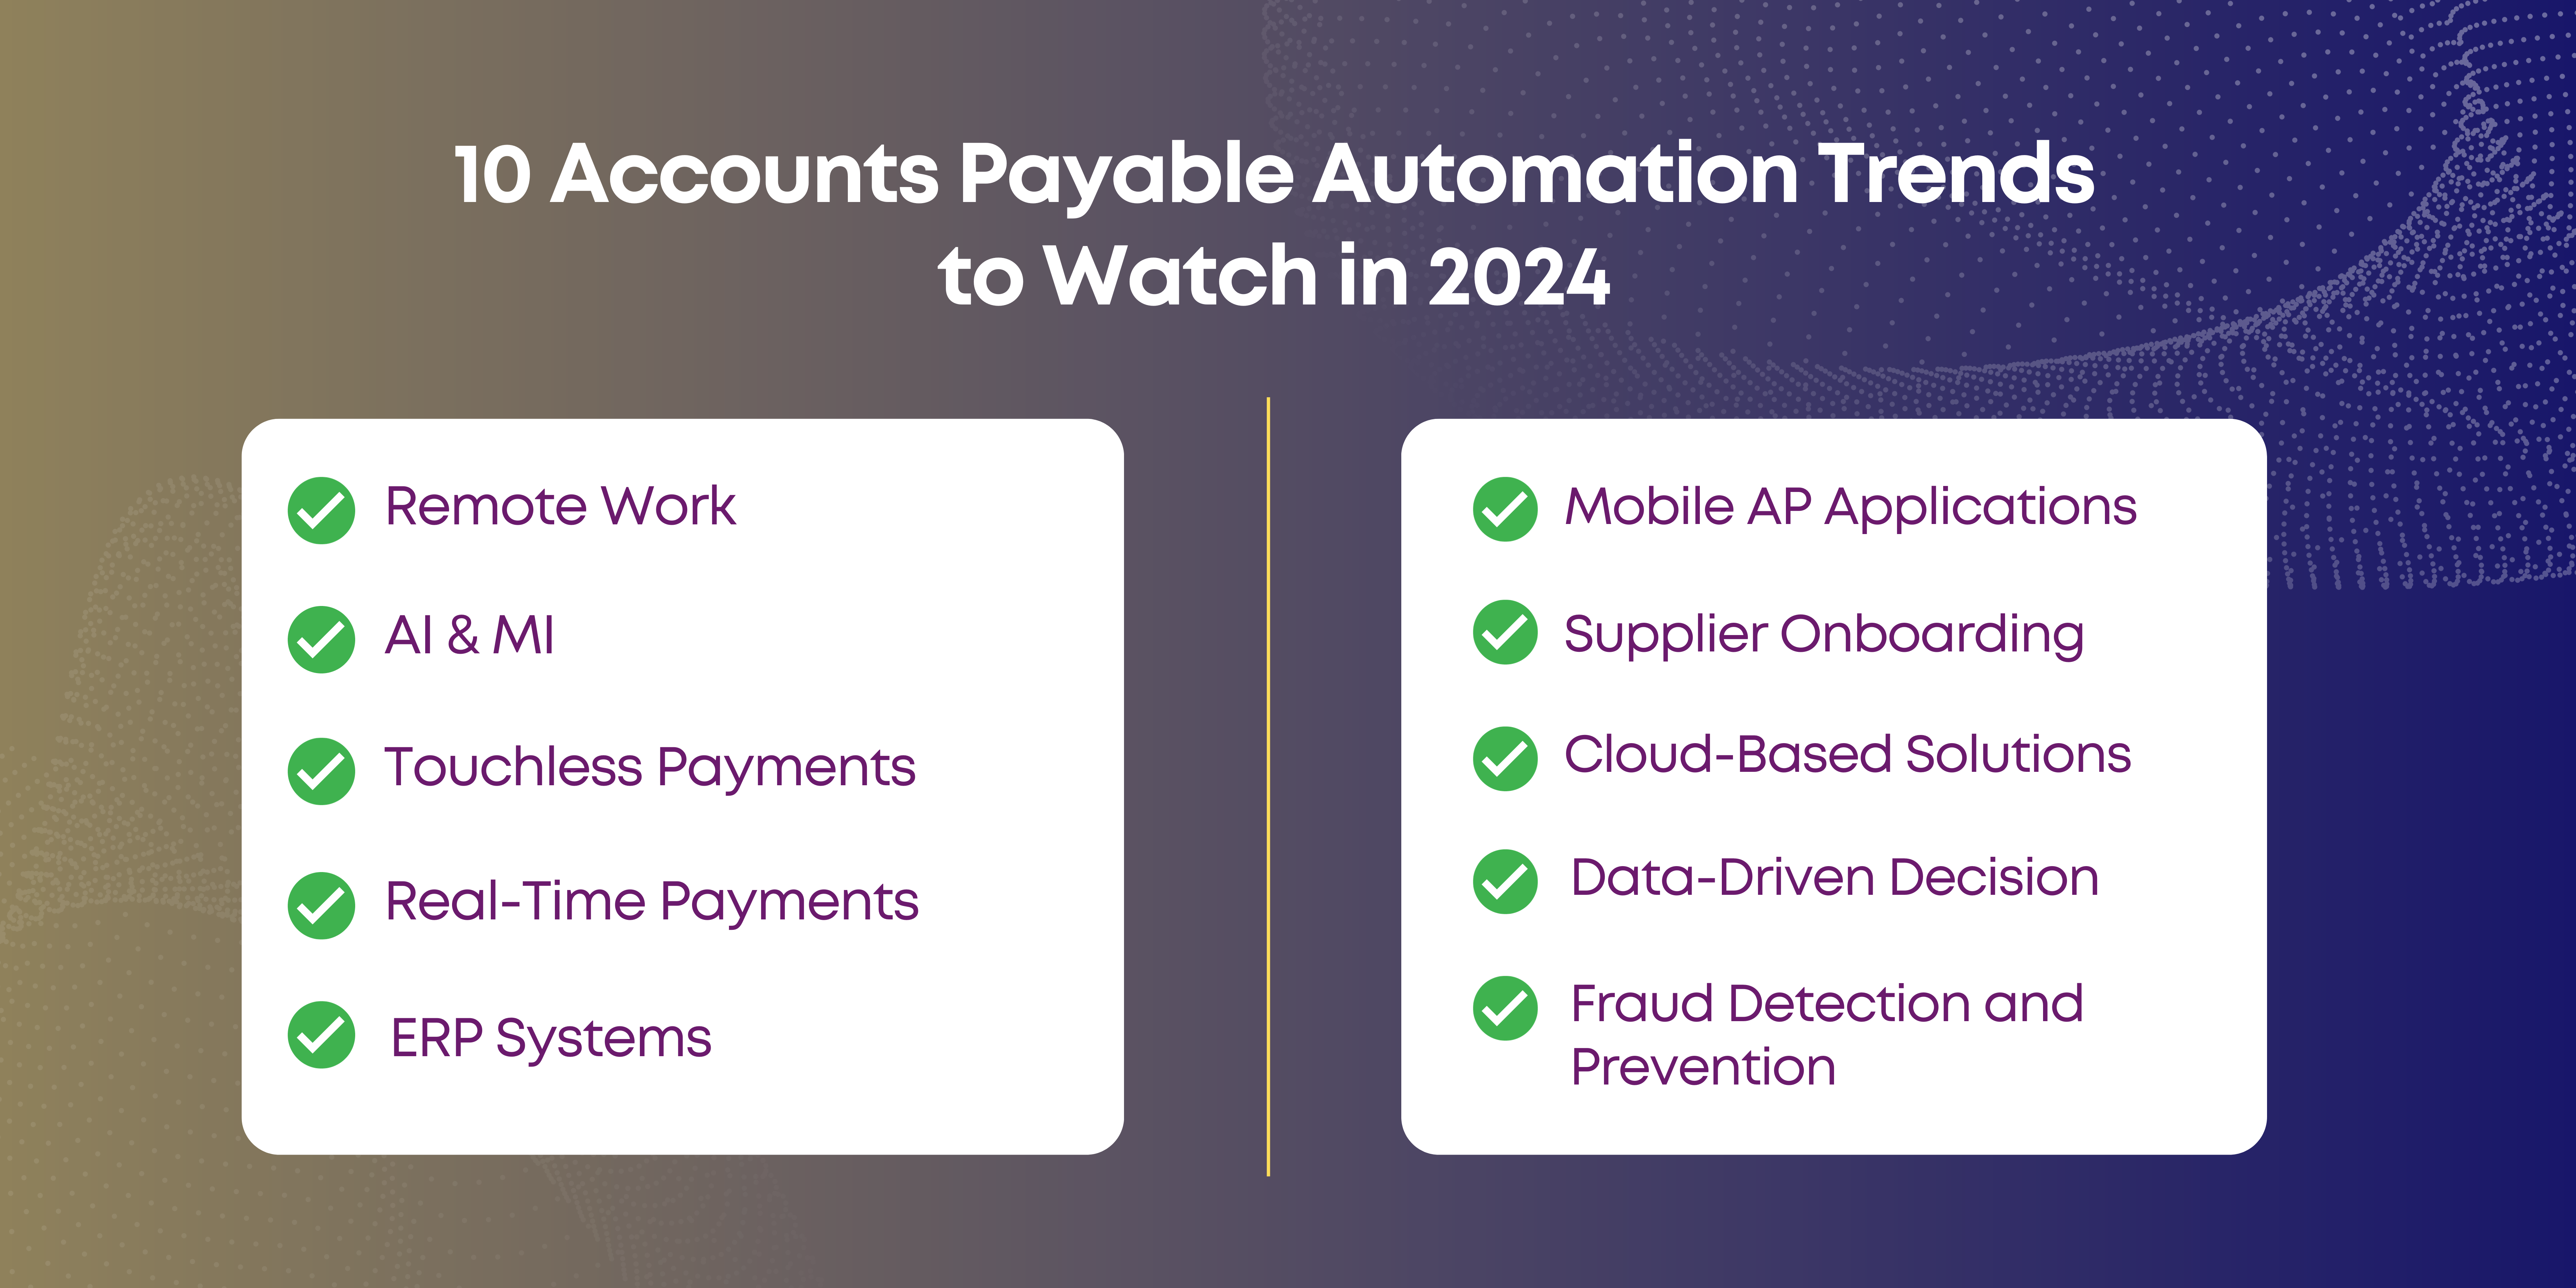 10 Accounts Payable Automation Trends
to Watch in 2024
Remote Work
AI & MI
Touchless Payments
Real-Time Payments
ERP Systems
Mobile AP Applications
Supplier Onboarding
Cloud-Based Solutions
Data-Driven Decision
Fraud Detection and
Prevention